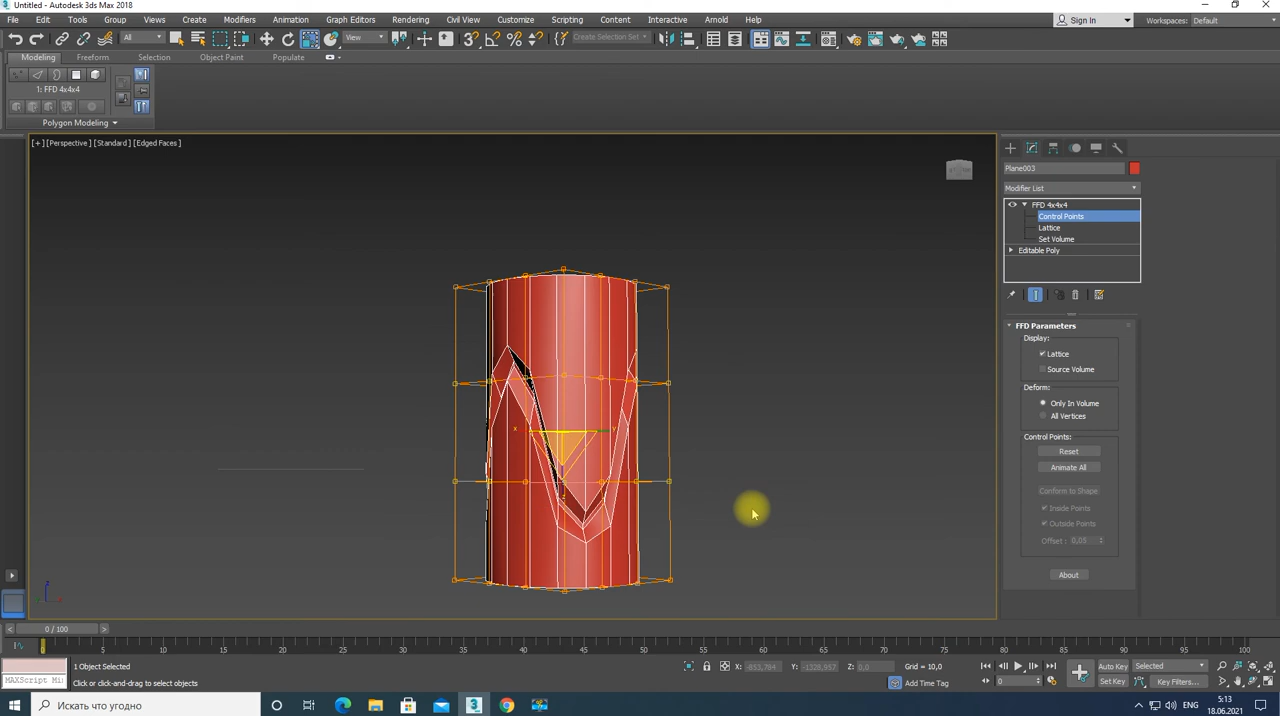 Untitled - Autodesk 3ds Max 2018
File Edit Tools Group Views Create Modifiers Animation Graph Editors Rendering Civil View Customize Scripting Content Interactive Arnold Help
Sign In Workspaces: Default
All View Create Selection Set
Modeling Freeform Selection Object Paint Populate
1: FFD 4x4x4
Polygon Modeling
[+] [Perspective] [Standard] [Edged Faces]
Plane003
Modifier List
FFD 4x4x4
Control Points
Lattice
Set Volume
Editable Poly
FFD Parameters
Display:
Lattice
Source Volume
Deform:
Only In Volume
All Vertices
Control Points:
Reset
Animate All
Conform to Shape
Inside Points
Outside Points
Offset: 0,05
About
x y
z
z
0 / 100
5 10 15 20 25 30 35 40 45 50 55 60 65 70 75 80 85 90 95 100
1 Object Selected
X: -853,784 Y: -1328,957 Z: 0,0 Grid = 10,0
Auto Key Selected
MAXScript Mi
Click or click-and-drag to select objects
Add Time Tag
0
Set Key Key Filters...
Искать что угодно
ENG
5:13
18.06.2021